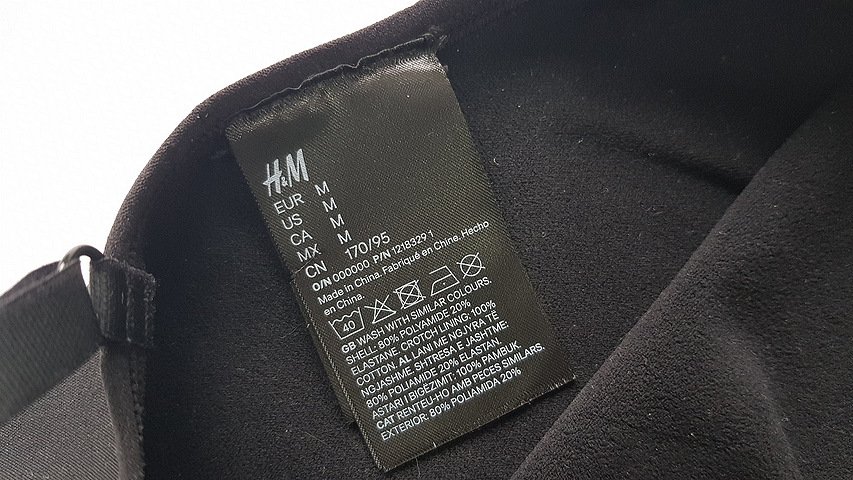 H&M
EUR M
US M
CA M
MX M
CN 170/95
O/N 000000 P/N 1218329 1
Made in China. Fabriqué en Chine. Hecho
en China.
40
GB WASH WITH SIMILAR COLOURS.
SHELL: 80% POLYAMIDE 20%
ELASTANE. CROTCH LINING: 100%
COTTON. AL LANI ME NGJYRA TË
NGJASHME. SHTRESA E JASHTME:
80% POLIAMIDE 20% ELASTAN.
ASTARI I BIGËZIMIT: 100% PAMBUK.
CAT RENTEU-HO AMB PECES SIMILARS.
EXTERIOR: 80% POLIAMIDA 20%